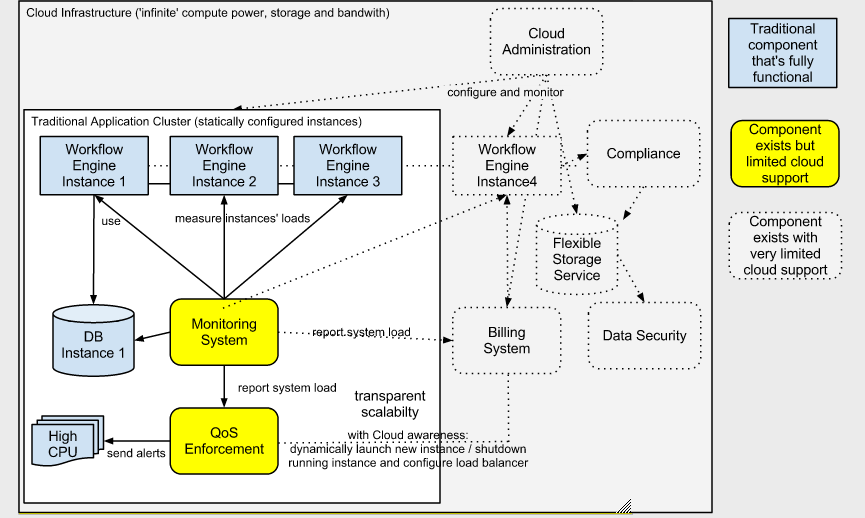 Cloud Infrastructure ('infinite' compute power, storage and bandwith)
Cloud
Administration
configure and monitor
Traditional
component
that's fully
functional
Component
exists but
limited cloud
support
Component
exists with
very limited
cloud support
Traditional Application Cluster (statically configured instances)
Workflow
Engine
Instance 1
Workflow
Engine
Instance 2
Workflow
Engine
Instance 3
Workflow
Engine
Instance4
Compliance
use
measure instances' loads
Flexible
Storage
Service
DB
Instance 1
Monitoring
System
report system load
Billing
System
Data Security
report system load
transparent
scalabilty
High
CPU
send alerts
QoS
Enforcement
with Cloud awareness:
dynamically launch new instance / shutdown
running instance and configure load balancer